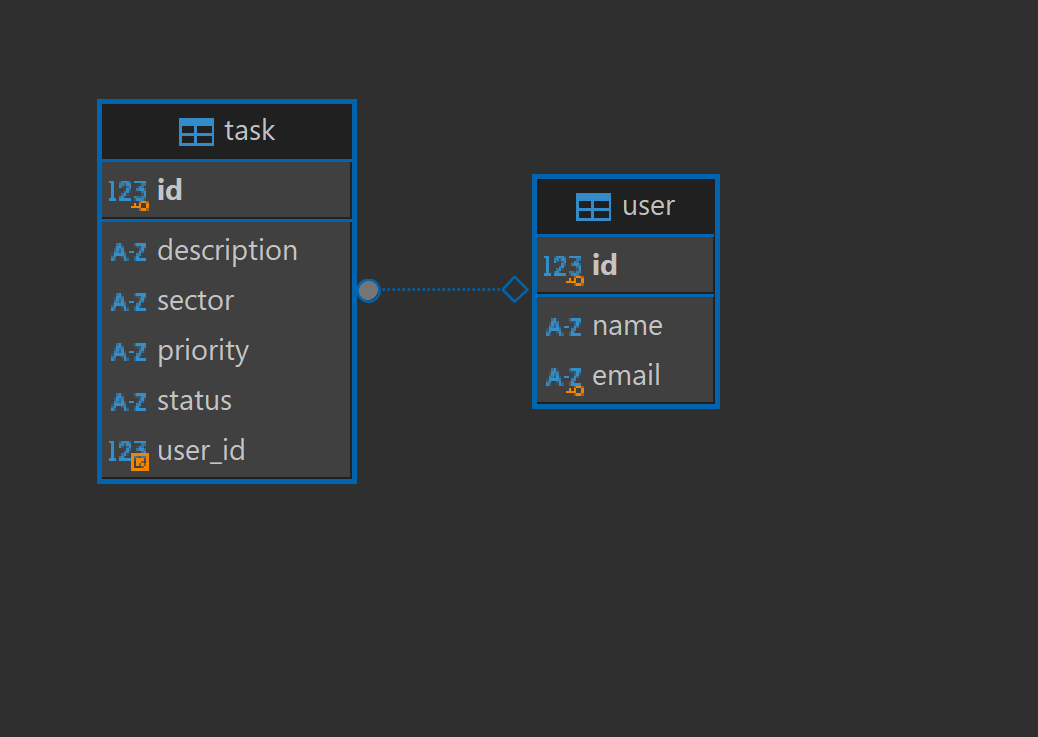 task
123 id
A-Z description
A-Z sector
A-Z priority
A-Z status
123 user_id
user
123 id
A-Z name
A-Z email